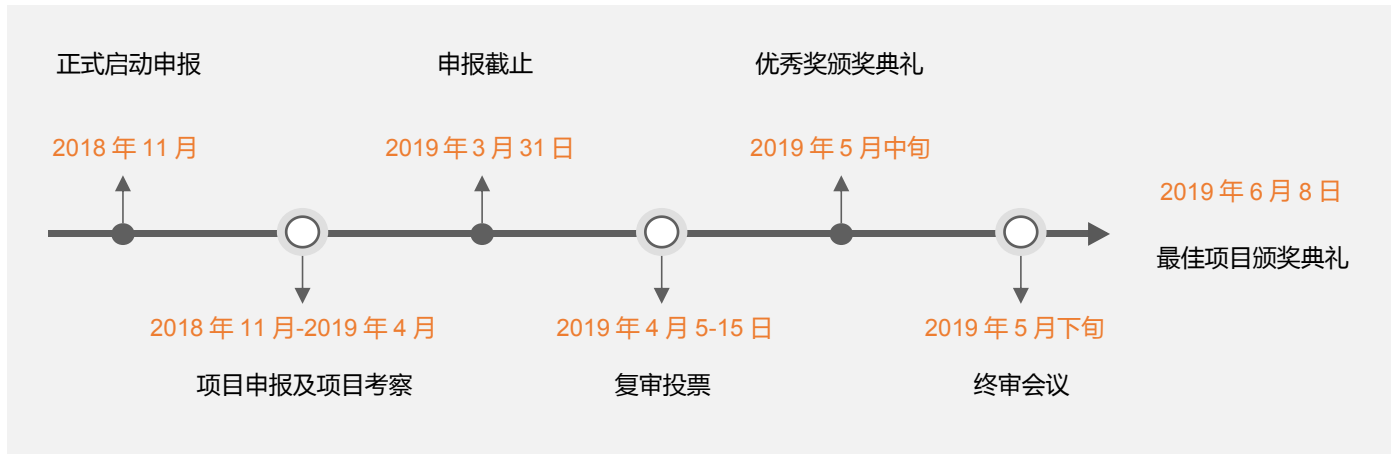 正式启动申报
申报截止
优秀奖颁奖典礼
2018 年 11 月
2019 年 3 月 31 日
2019 年 5 月中旬
2019 年 6 月 8 日
最佳项目颁奖典礼
2018 年 11 月-2019 年 4 月
2019 年 4 月 5-15 日
2019 年 5 月下旬
项目申报及项目考察
复审投票
终审会议